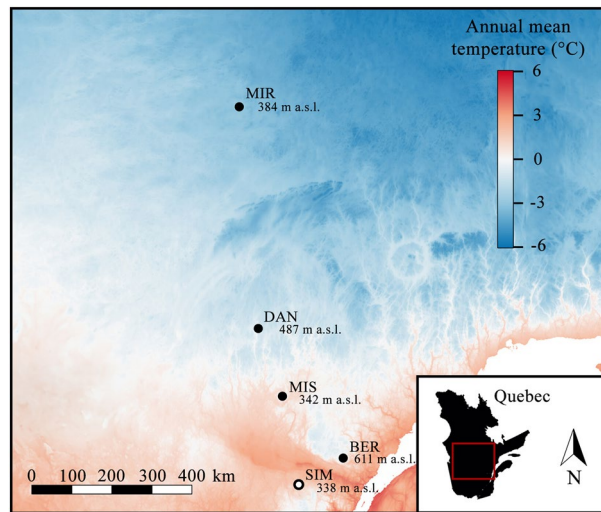 Annual mean
temperature (°C)
6
3
0
-3
-6
MIR
384 m a.s.l.
DAN
487 m a.s.l.
MIS
342 m a.s.l.
BER
611 m a.s.l.
SIM
338 m a.s.l.
0 100 200 300 400
km
Quebec
N